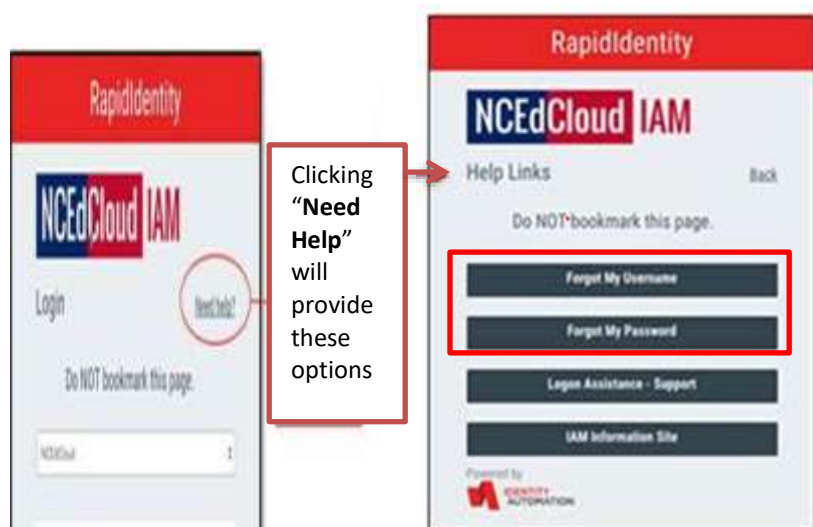 RapidIdentity
NCEdCloud IAM
Login
Need help?
Do NOT bookmark this page.
NCEdCloud
Clicking
“Need
Help”
will
provide
these
options
RapidIdentity
NCEdCloud IAM
Help Links
Back
Do NOT bookmark this page.
Forgot My Username
Forgot My Password
Logon Assistance - Support
IAM Information Site
Powered by
IDENTITY
AUTOMATION